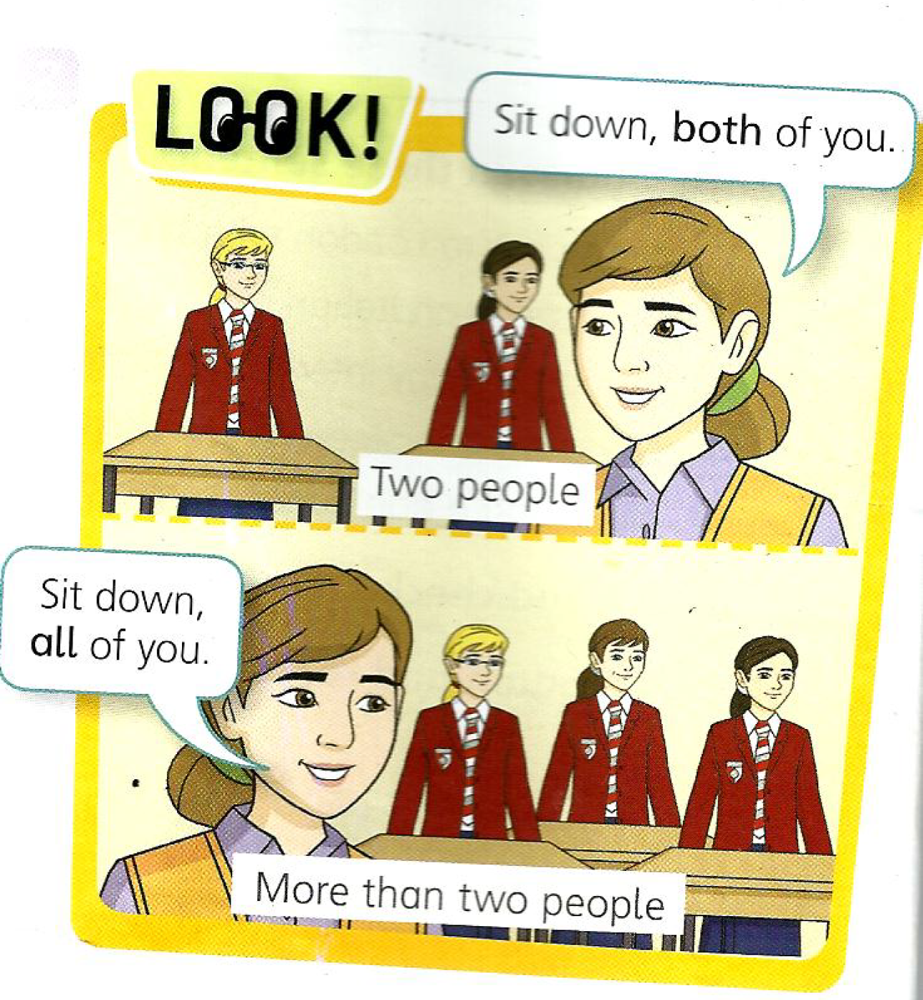 LOOK!
Sit down, both of you.
Two people
Sit down,
all of you.
More than two people